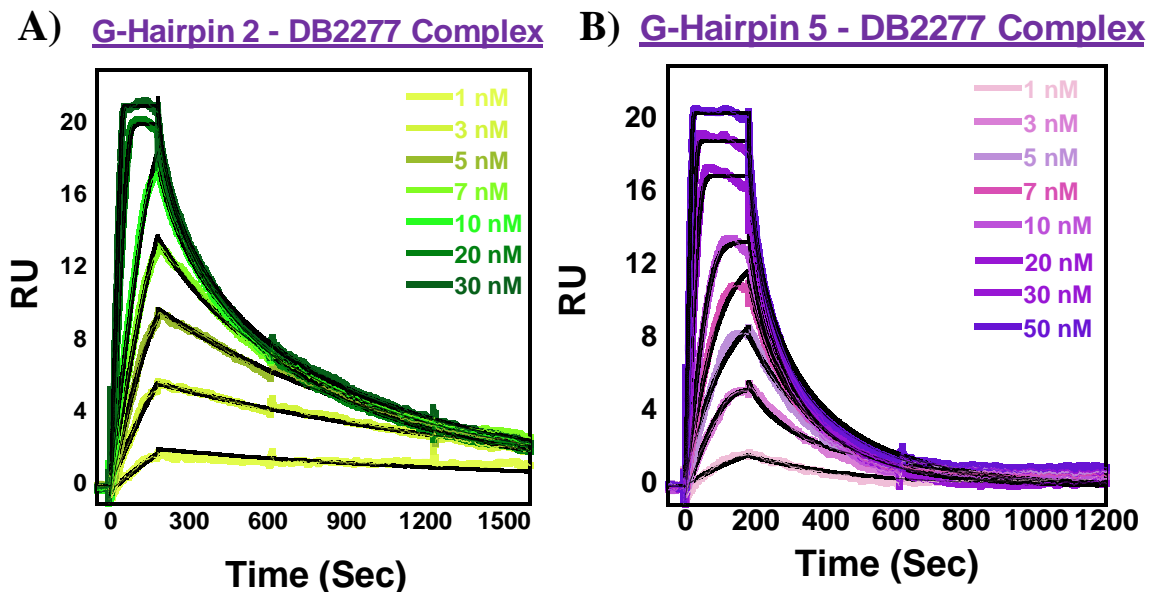 A) G-Hairpin 2 - DB2277 Complex
RU
20
16
12
8
4
0
1 nM
3 nM
5 nM
7 nM
10 nM
20 nM
30 nM
0 300 600 900 1200 1500
Time (Sec)
B) G-Hairpin 5 - DB2277 Complex
RU
20
16
12
8
4
0
1 nM
3 nM
5 nM
7 nM
10 nM
20 nM
30 nM
50 nM
0 200 400 600 800 1000 1200
Time (Sec)